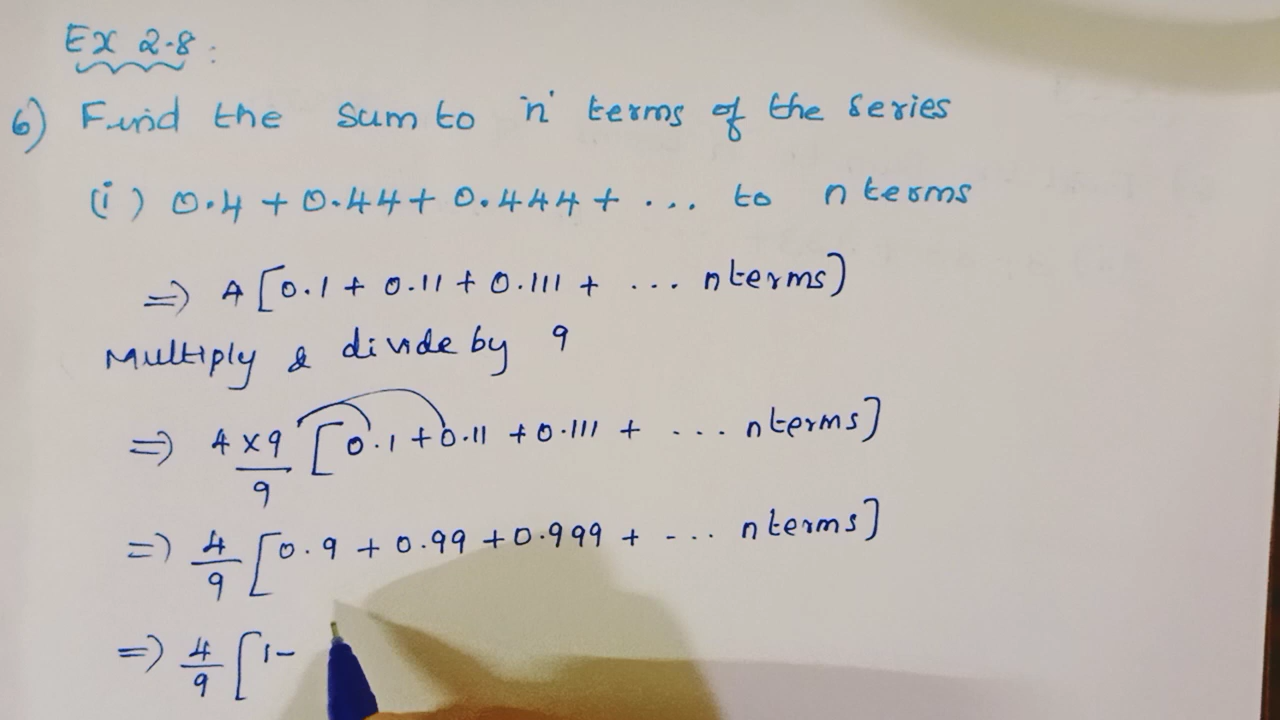 Ex 2.8:
6) Find the sum to 'n' terms of the series
(i) 0.4 + 0.44 + 0.444 + ... to n terms
=> 4 [0.1 + 0.11 + 0.111 + ... n terms]
Multiply & divide by 9
=> 4 × 9 / 9 [0.1 + 0.11 + 0.111 + ... n terms]
=> 4/9 [0.9 + 0.99 + 0.999 + ... n terms]
=> 4/9 [1-